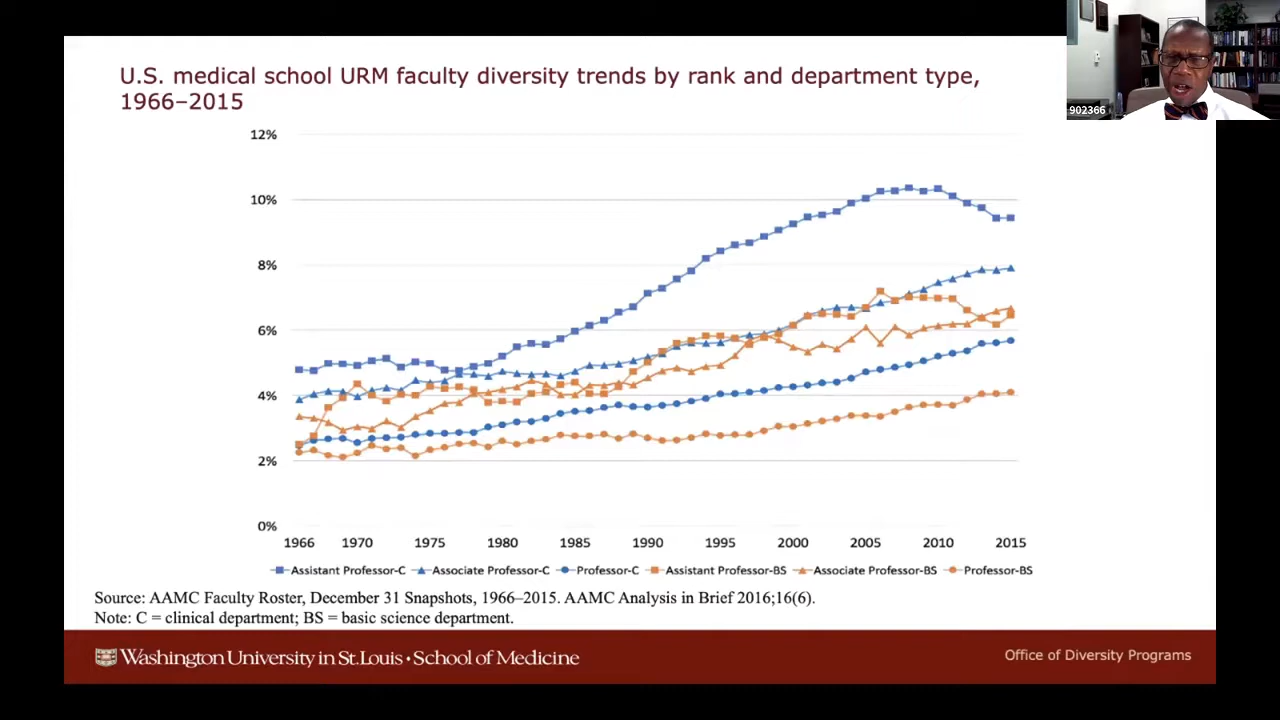 902366
U.S. medical school URM faculty diversity trends by rank and department type,
1966–2015
12%
10%
8%
6%
4%
2%
0%
1966 1970 1975 1980 1985 1990 1995 2000 2005 2010 2015
Assistant Professor-C Associate Professor-C Professor-C Assistant Professor-BS Associate Professor-BS Professor-BS
Source: AAMC Faculty Roster, December 31 Snapshots, 1966–2015. AAMC Analysis in Brief 2016;16(6).
Note: C = clinical department; BS = basic science department.
Washington University in St. Louis • School of Medicine
Office of Diversity Programs